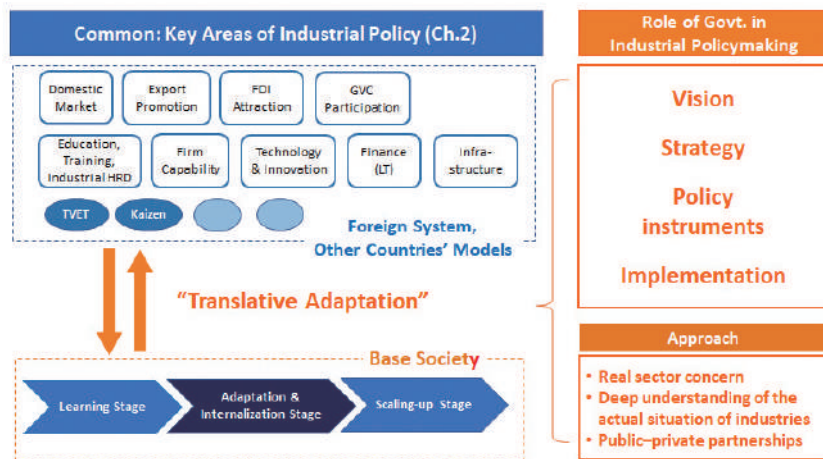 Common: Key Areas of Industrial Policy (Ch.2)
Domestic
Market
Export
Promotion
FDI
Attraction
GVC
Participation
Education,
Training,
Industrial HRD
Firm
Capability
Technology
& Innovation
Finance
(LT)
Infra-
structure
TVET
Kaizen
Foreign System,
Other Countries' Models
"Translative Adaptation"
Base Society
Learning Stage
Adaptation &
Internalization Stage
Scaling-up Stage
Role of Govt. in
Industrial Policymaking
Vision
Strategy
Policy
instruments
Implementation
Approach
• Real sector concern
• Deep understanding of the
actual situation of industries
• Public–private partnerships